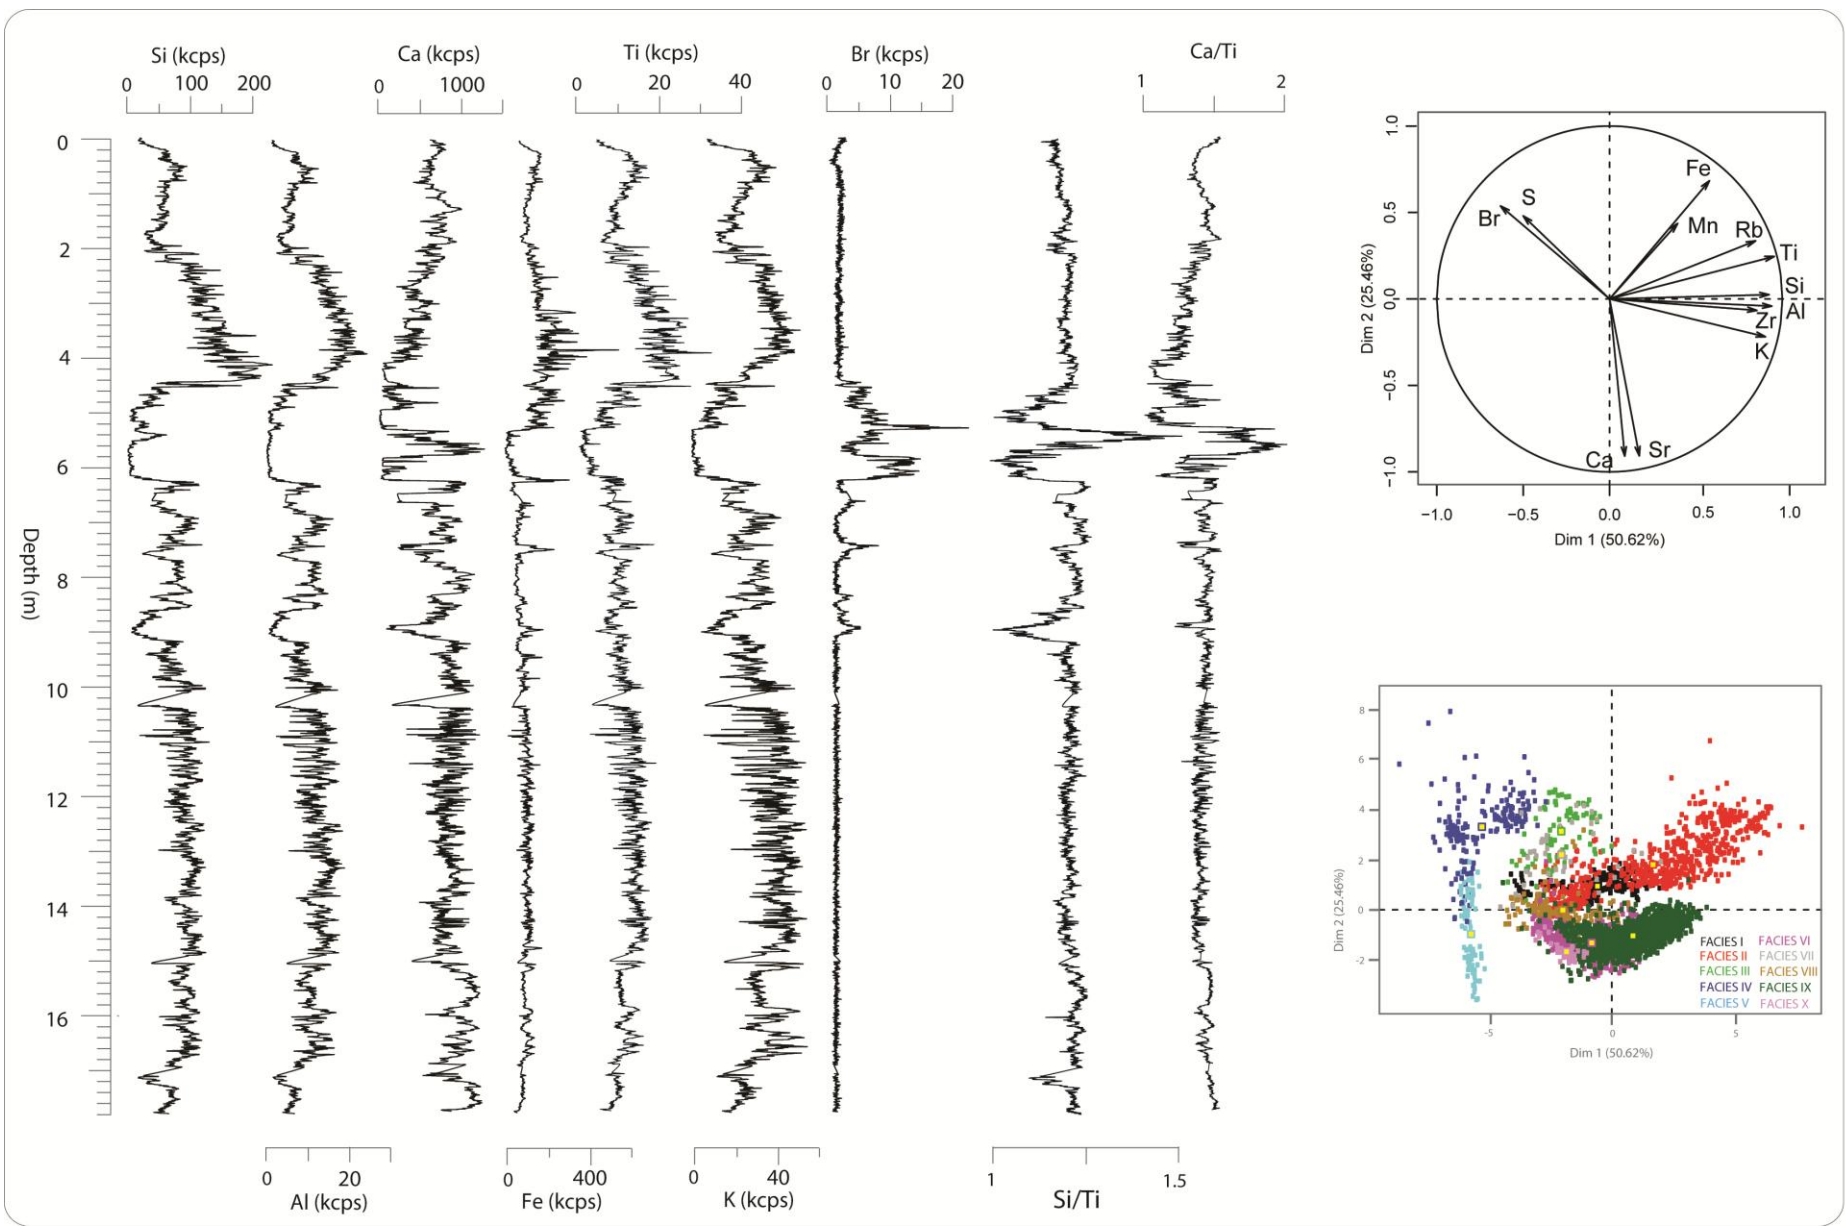 Si (kcps)
Ca (kcps)
Ti (kcps)
Br (kcps)
Ca/Ti
0 100 200
0 1000
0 20 40
0 10 20
1 2
Depth (m)
0
2
4
6
8
10
12
14
16
0 20
Al (kcps)
0 400
Fe (kcps)
0 40
K (kcps)
1 1.5
Si/Ti
Dim 2 (25.46%)
1.0
0.5
0.0
−0.5
−1.0
Fe
S
Br
Mn
Rb
Ti
Si
Al
Zr
K
Ca
Sr
−1.0 −0.5 0.0 0.5 1.0
Dim 1 (50.62%)
Dim 2 (25.46%)
8
6
4
2
0
-2
FACIES I FACIES VI
FACIES II FACIES VII
FACIES III FACIES VIII
FACIES IV FACIES IX
FACIES V FACIES X
-5 0 5
Dim 1 (50.62%)